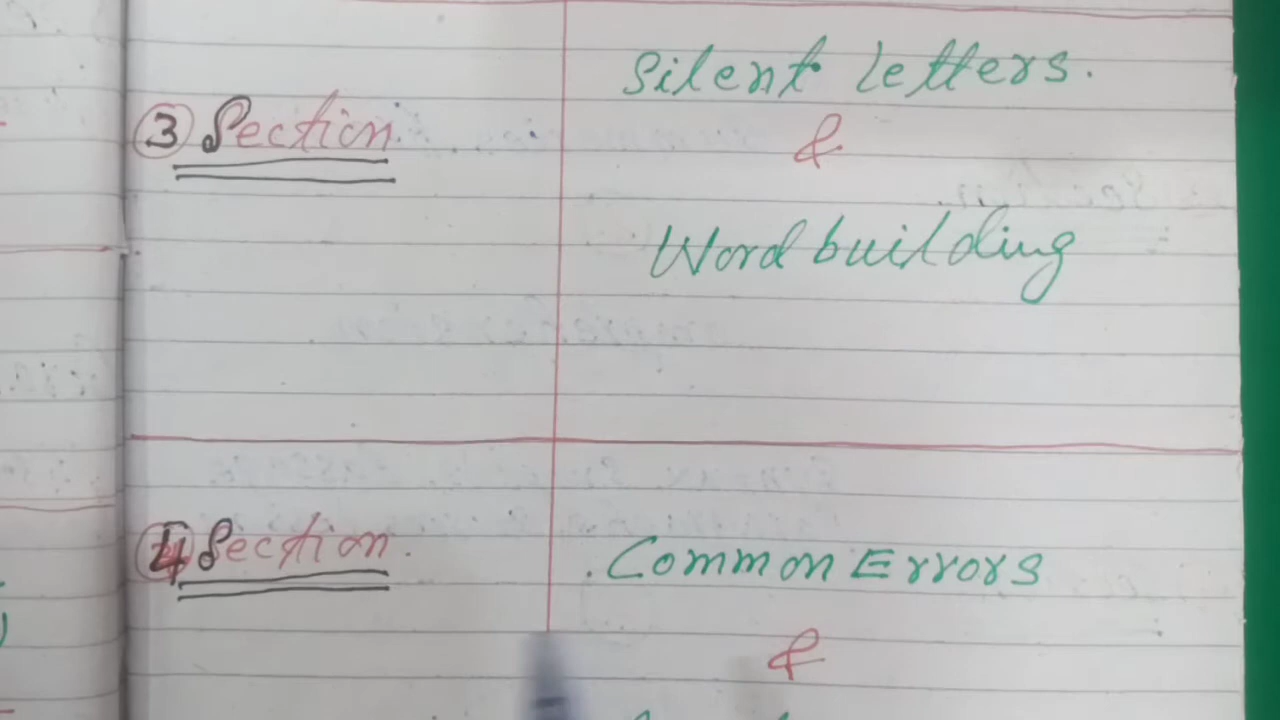 ③ Section.
Silent Letters.
&
Word building
④ Section.
Common Errors
&